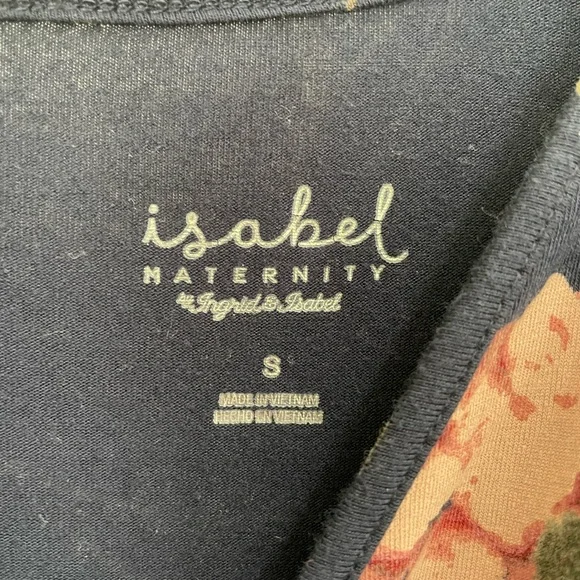 isabel
MATERNITY
by Ingrid & Isabel
S
MADE IN VIETNAM
HECHO EN VIETNAM